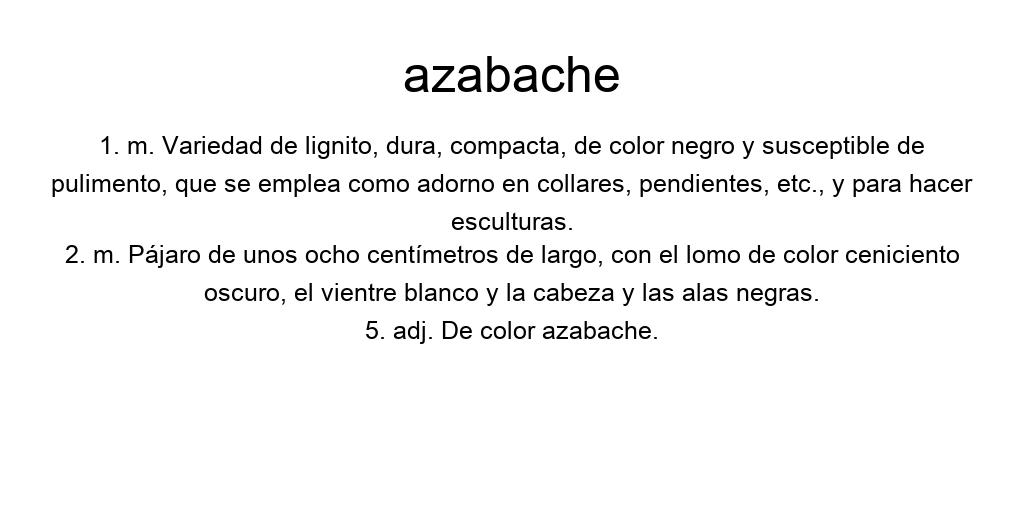 azabache
1. m. Variedad de lignito, dura, compacta, de color negro y susceptible de
pulimento, que se emplea como adorno en collares, pendientes, etc., y para hacer
esculturas.
2. m. Pájaro de unos ocho centímetros de largo, con el lomo de color ceniciento
oscuro, el vientre blanco y la cabeza y las alas negras.
5. adj. De color azabache.